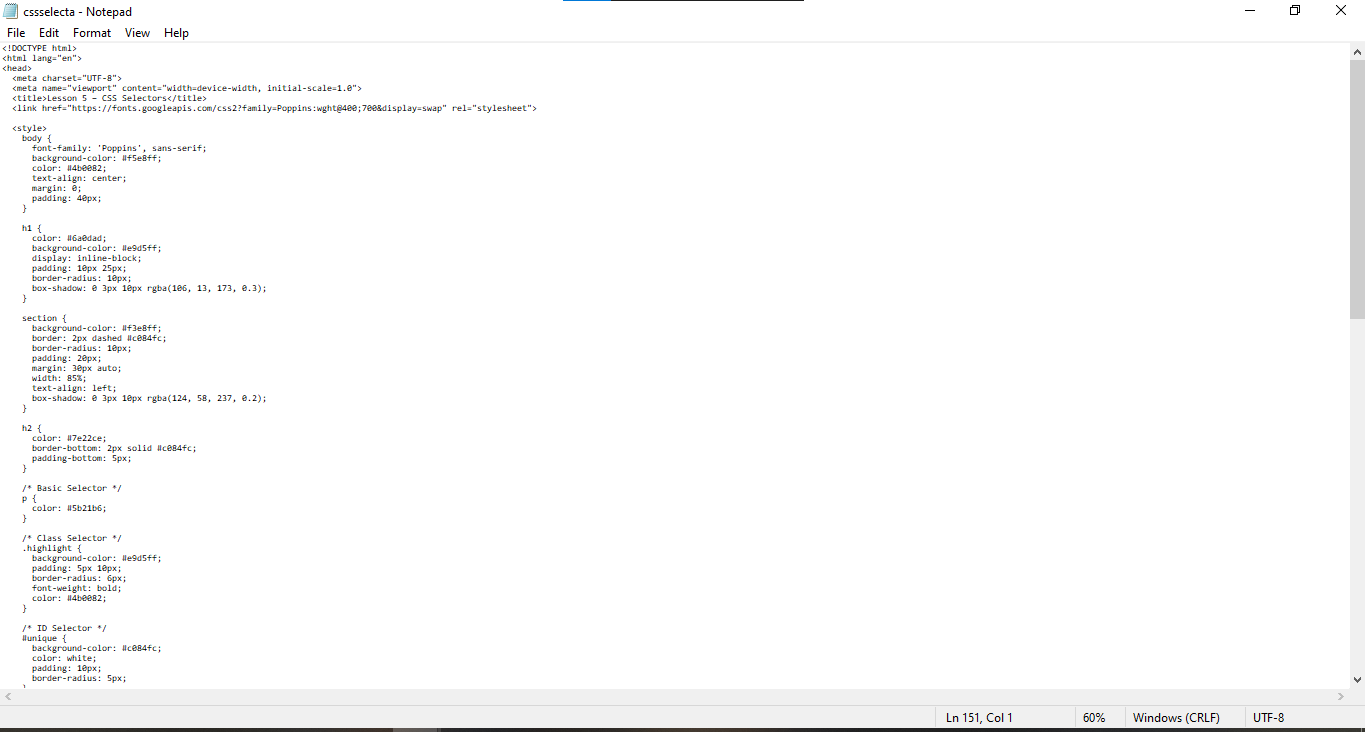 cssselecta - Notepad
File Edit Format View Help
<!DOCTYPE html>
<html lang="en">
<head>
  <meta charset="UTF-8">
  <meta name="viewport" content="width=device-width, initial-scale=1.0">
  <title>Lesson 5 – CSS Selectors</title>
  <link href="https://fonts.googleapis.com/css2?family=Poppins:wght@400;700&display=swap" rel="stylesheet">

  <style>
    body {
      font-family: 'Poppins', sans-serif;
      background-color: #f5e8ff;
      color: #4b0082;
      text-align: center;
      margin: 0;
      padding: 40px;
    }

    h1 {
      color: #6a0dad;
      background-color: #e9d5ff;
      display: inline-block;
      padding: 10px 25px;
      border-radius: 10px;
      box-shadow: 0 3px 10px rgba(106, 13, 173, 0.3);
    }

    section {
      background-color: #f3e8ff;
      border: 2px dashed #c084fc;
      border-radius: 10px;
      padding: 20px;
      margin: 30px auto;
      width: 85%;
      text-align: left;
      box-shadow: 0 3px 10px rgba(124, 58, 237, 0.2);
    }

    h2 {
      color: #7e22ce;
      border-bottom: 2px solid #c084fc;
      padding-bottom: 5px;
    }

    /* Basic Selector */
    p {
      color: #5b21b6;
    }

    /* Class Selector */
    .highlight {
      background-color: #e9d5ff;
      padding: 5px 10px;
      border-radius: 6px;
      font-weight: bold;
      color: #4b0082;
    }

    /* ID Selector */
    #unique {
      background-color: #c084fc;
      color: white;
      padding: 10px;
      border-radius: 5px;
Ln 151, Col 1 60% Windows (CRLF) UTF-8